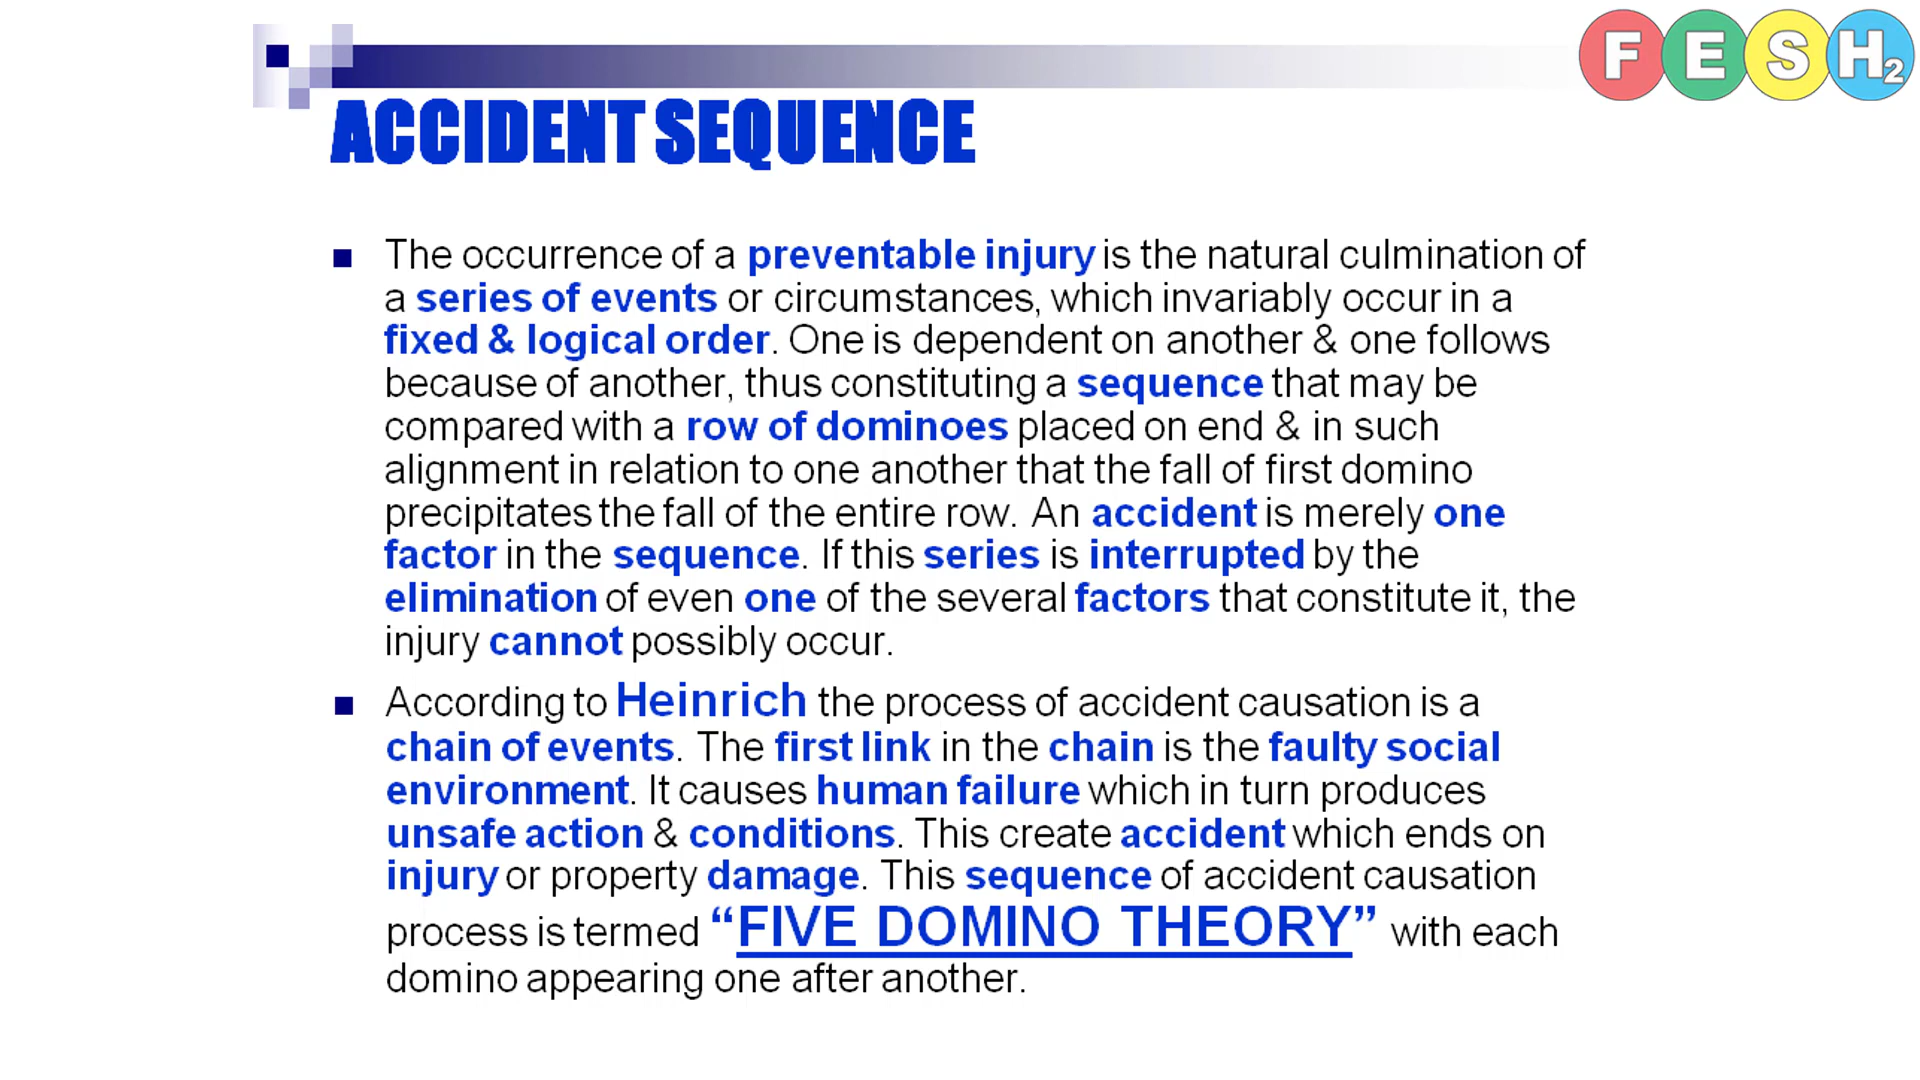 F E S H2
ACCIDENT SEQUENCE
The occurrence of a preventable injury is the natural culmination of
a series of events or circumstances, which invariably occur in a
fixed & logical order. One is dependent on another & one follows
because of another, thus constituting a sequence that may be
compared with a row of dominoes placed on end & in such
alignment in relation to one another that the fall of first domino
precipitates the fall of the entire row. An accident is merely one
factor in the sequence. If this series is interrupted by the
elimination of even one of the several factors that constitute it, the
injury cannot possibly occur.
According to Heinrich the process of accident causation is a
chain of events. The first link in the chain is the faulty social
environment. It causes human failure which in turn produces
unsafe action & conditions. This create accident which ends on
injury or property damage. This sequence of accident causation
process is termed “FIVE DOMINO THEORY” with each
domino appearing one after another.